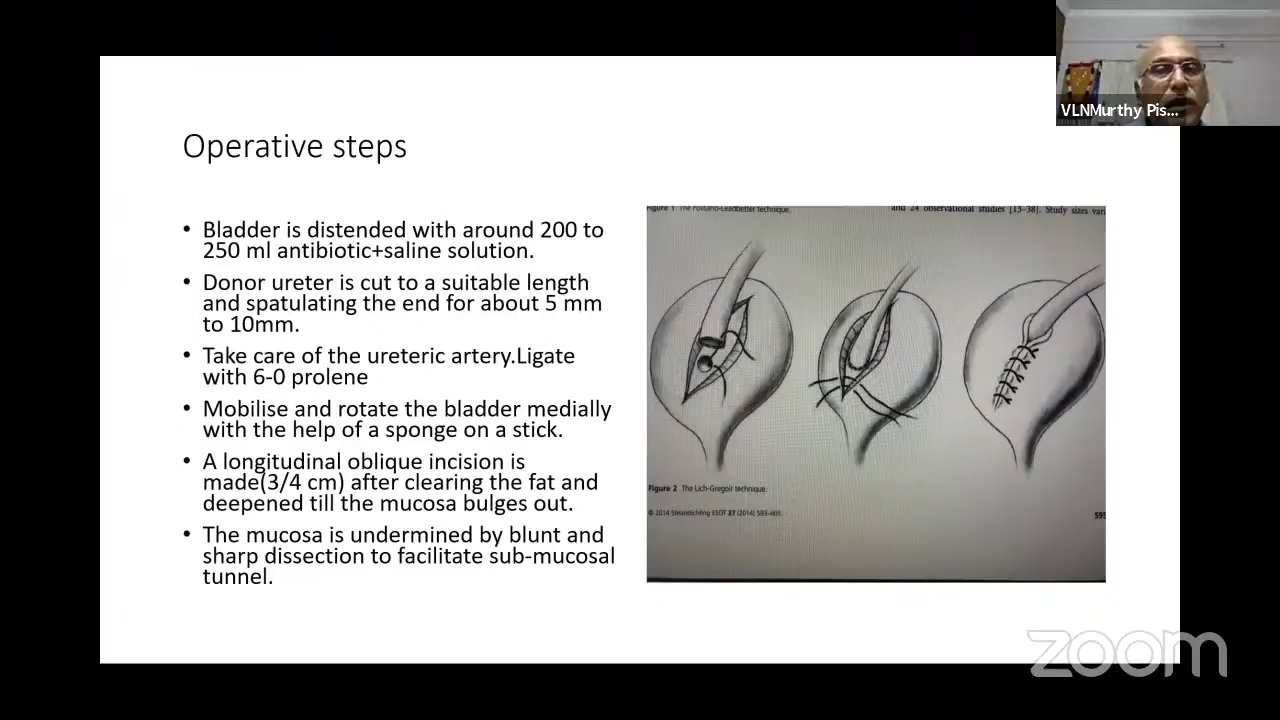 VLNMurthy Pis...
Operative steps
• Bladder is distended with around 200 to
250 ml antibiotic+saline solution.
• Donor ureter is cut to a suitable length
and spatulating the end for about 5 mm
to 10mm.
• Take care of the ureteric artery.Ligate
with 6-0 prolene
• Mobilise and rotate the bladder medially
with the help of a sponge on a stick.
• A longitudinal oblique incision is
made(3/4 cm) after clearing the fat and
deepened till the mucosa bulges out.
• The mucosa is undermined by blunt and
sharp dissection to facilitate sub-mucosal
tunnel.
Figure 1 The Politano-Leadbetter technique.
and 24 observational studies [13–38]. Study sizes vari
Figure 2 The Lich-Gregoir technique.
© 2014 Steunstichting ESOT 27 (2014) 593–605
595
zoom